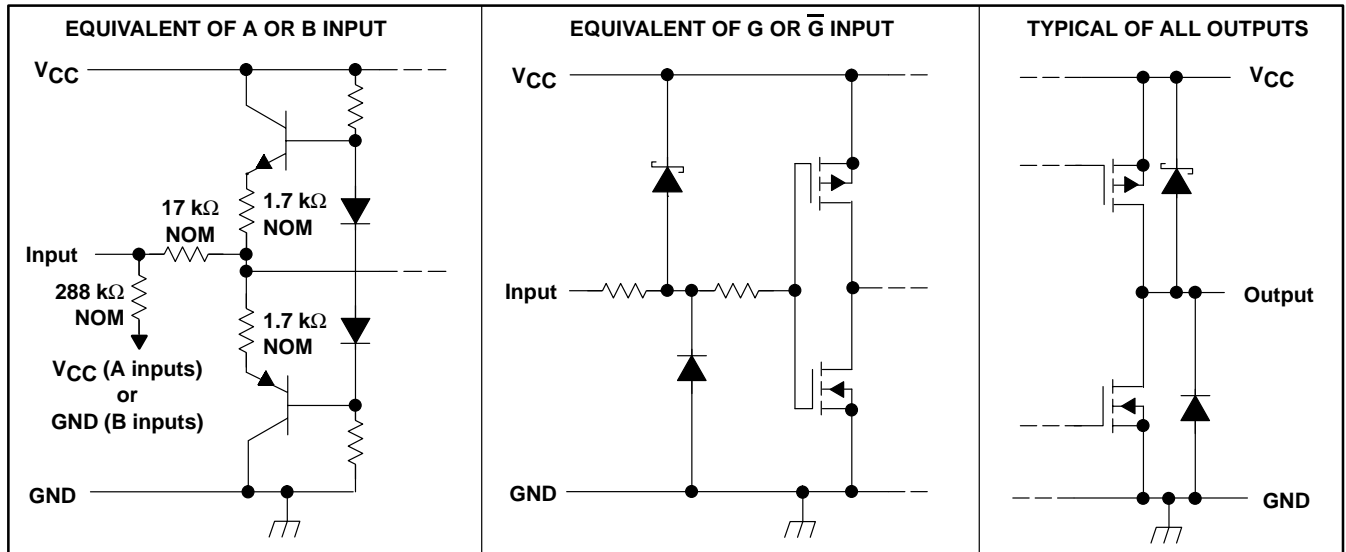 EQUIVALENT OF A OR B INPUT
VCC
17 kΩ
NOM
1.7 kΩ
NOM
Input
288 kΩ
NOM
1.7 kΩ
NOM
VCC (A inputs)
or
GND (B inputs)
GND
EQUIVALENT OF G OR G̅ INPUT
VCC
Input
GND
TYPICAL OF ALL OUTPUTS
VCC
Output
GND